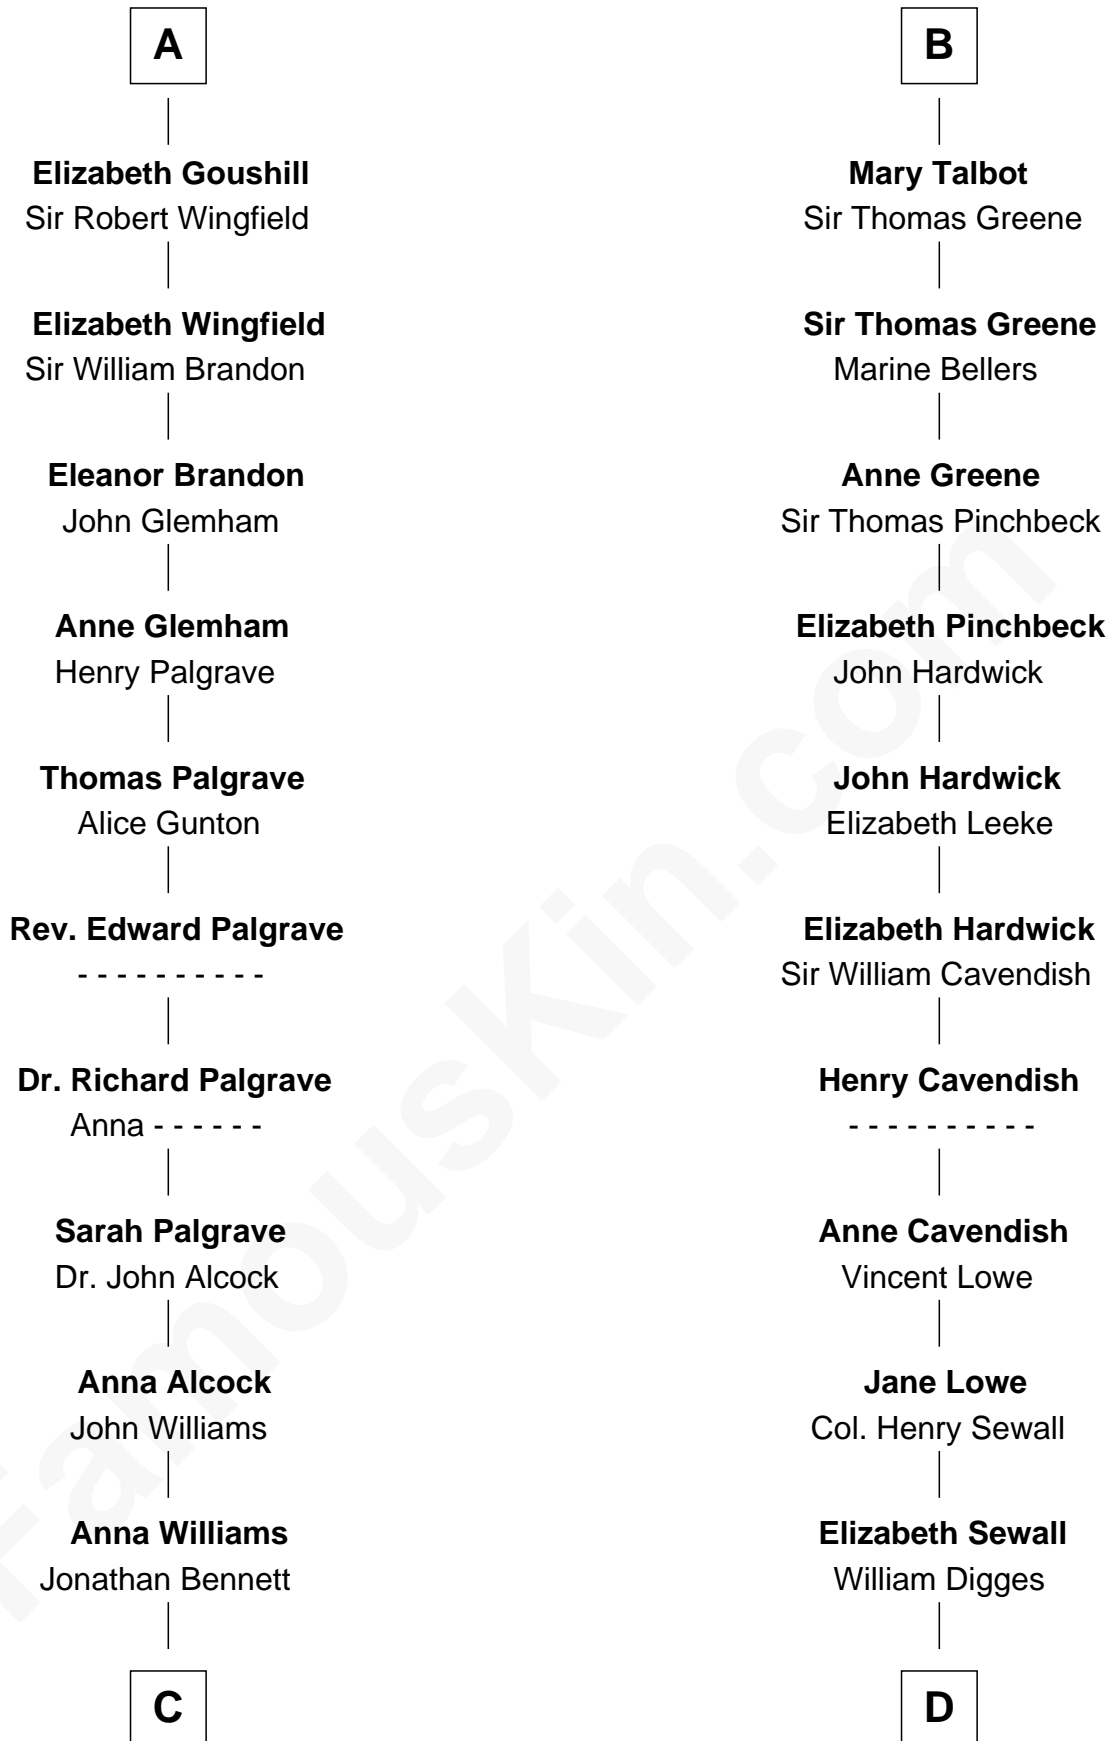 A
Elizabeth Goushill
Sir Robert Wingfield
Elizabeth Wingfield
Sir William Brandon
Eleanor Brandon
John Glemham
Anne Glemham
Henry Palgrave
Thomas Palgrave
Alice Gunton
Rev. Edward Palgrave
- - - - - - - - - -
Dr. Richard Palgrave
Anna - - - - - -
Sarah Palgrave
Dr. John Alcock
Anna Alcock
John Williams
Anna Williams
Jonathan Bennett
C
B
Mary Talbot
Sir Thomas Greene
Sir Thomas Greene
Marine Bellers
Anne Greene
Sir Thomas Pinchbeck
Elizabeth Pinchbeck
John Hardwick
John Hardwick
Elizabeth Leeke
Elizabeth Hardwick
Sir William Cavendish
Henry Cavendish
- - - - - - - - - -
Anne Cavendish
Vincent Lowe
Jane Lowe
Col. Henry Sewall
Elizabeth Sewall
William Digges
D
FamousKin.com